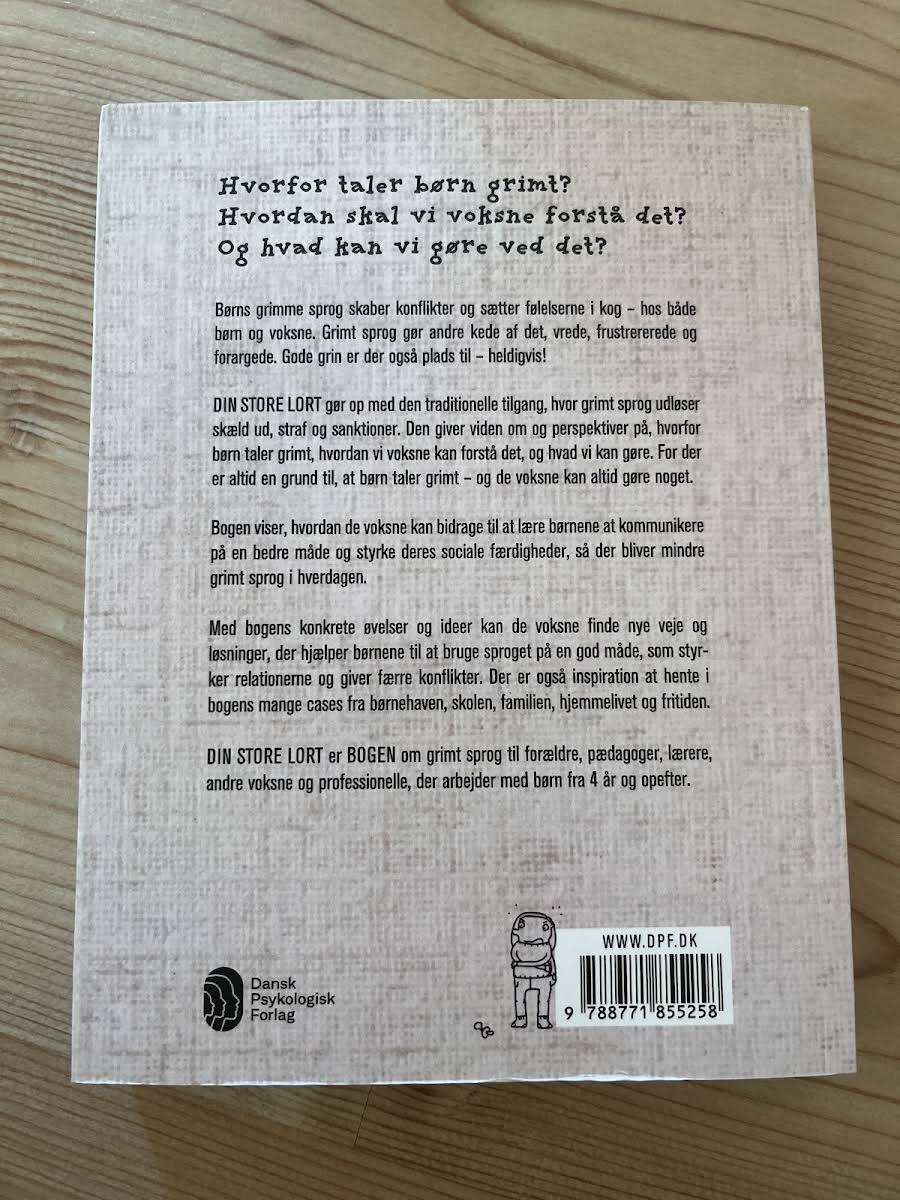 Hvorfor taler børn grimt?
Hvordan skal vi voksne forstå det?
Og hvad kan vi gøre ved det?
Børns grimme sprog skaber konflikter og sætter følelserne i kog – hos både
børn og voksne. Grimt sprog gør andre kede af det, vrede, frustrererede og
forargede. Gode grin er der også plads til – heldigvis!
DIN STORE LORT gør op med den traditionelle tilgang, hvor grimt sprog udløser
skæld ud, straf og sanktioner. Den giver viden om og perspektiver på, hvorfor
børn taler grimt, hvordan vi voksne kan forstå det, og hvad vi kan gøre. For der
er altid en grund til, at børn taler grimt – og de voksne kan altid gøre noget.
Bogen viser, hvordan de voksne kan bidrage til at lære børnene at kommunikere
på en bedre måde og styrke deres sociale færdigheder, så der bliver mindre
grimt sprog i hverdagen.
Med bogens konkrete øvelser og ideer kan de voksne finde nye veje og
løsninger, der hjælper børnene til at bruge sproget på en god måde, som styr-
ker relationerne og giver færre konflikter. Der er også inspiration at hente i
bogens mange cases fra børnehaven, skolen, familien, hjemmelivet og fritiden.
DIN STORE LORT er BOGEN om grimt sprog til forældre, pædagoger, lærere,
andre voksne og professionelle, der arbejder med børn fra 4 år og opefter.
Dansk
Psykologisk
Forlag
WWW.DPF.DK
9 788771 855258